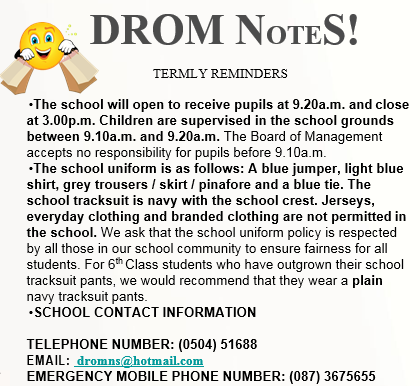 DROM NOTES!
TERMLY REMINDERS
•The school will open to receive pupils at 9.20a.m. and close
at 3.00p.m. Children are supervised in the school grounds
between 9.10a.m. and 9.20a.m. The Board of Management
accepts no responsibility for pupils before 9.10a.m.
•The school uniform is as follows: A blue jumper, light blue
shirt, grey trousers / skirt / pinafore and a blue tie. The
school tracksuit is navy with the school crest. Jerseys,
everyday clothing and branded clothing are not permitted in
the school. We ask that the school uniform policy is respected
by all those in our school community to ensure fairness for all
students. For 6th Class students who have outgrown their school
tracksuit pants, we would recommend that they wear a plain
navy tracksuit pants.
•SCHOOL CONTACT INFORMATION
TELEPHONE NUMBER: (0504) 51688
EMAIL: dromns@hotmail.com
EMERGENCY MOBILE PHONE NUMBER: (087) 3675655